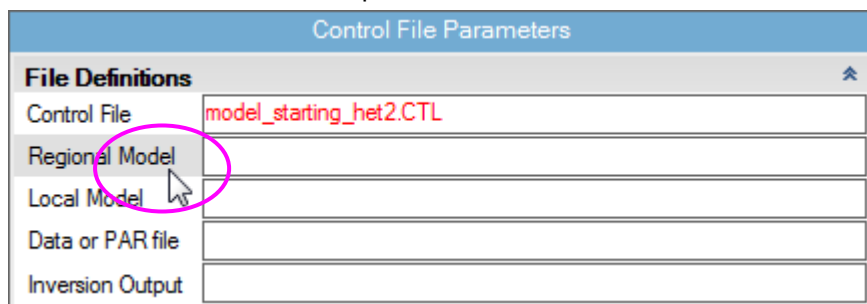 Control File Parameters
File Definitions
Control File model_starting_het2.CTL
Regional Model
Local Model
Data or PAR file
Inversion Output